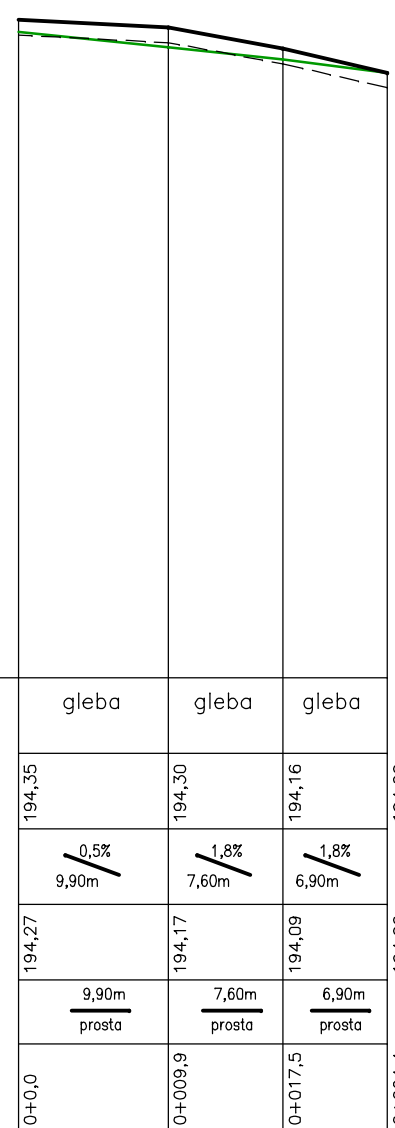 gleba gleba gleba
194,35 194,30 194,16
0,5% 1,8% 1,8%
9,90m 7,60m 6,90m
194,27 194,17 194,09
9,90m 7,60m 6,90m
prosta prosta prosta
0+0,0 0+009,9 0+017,5